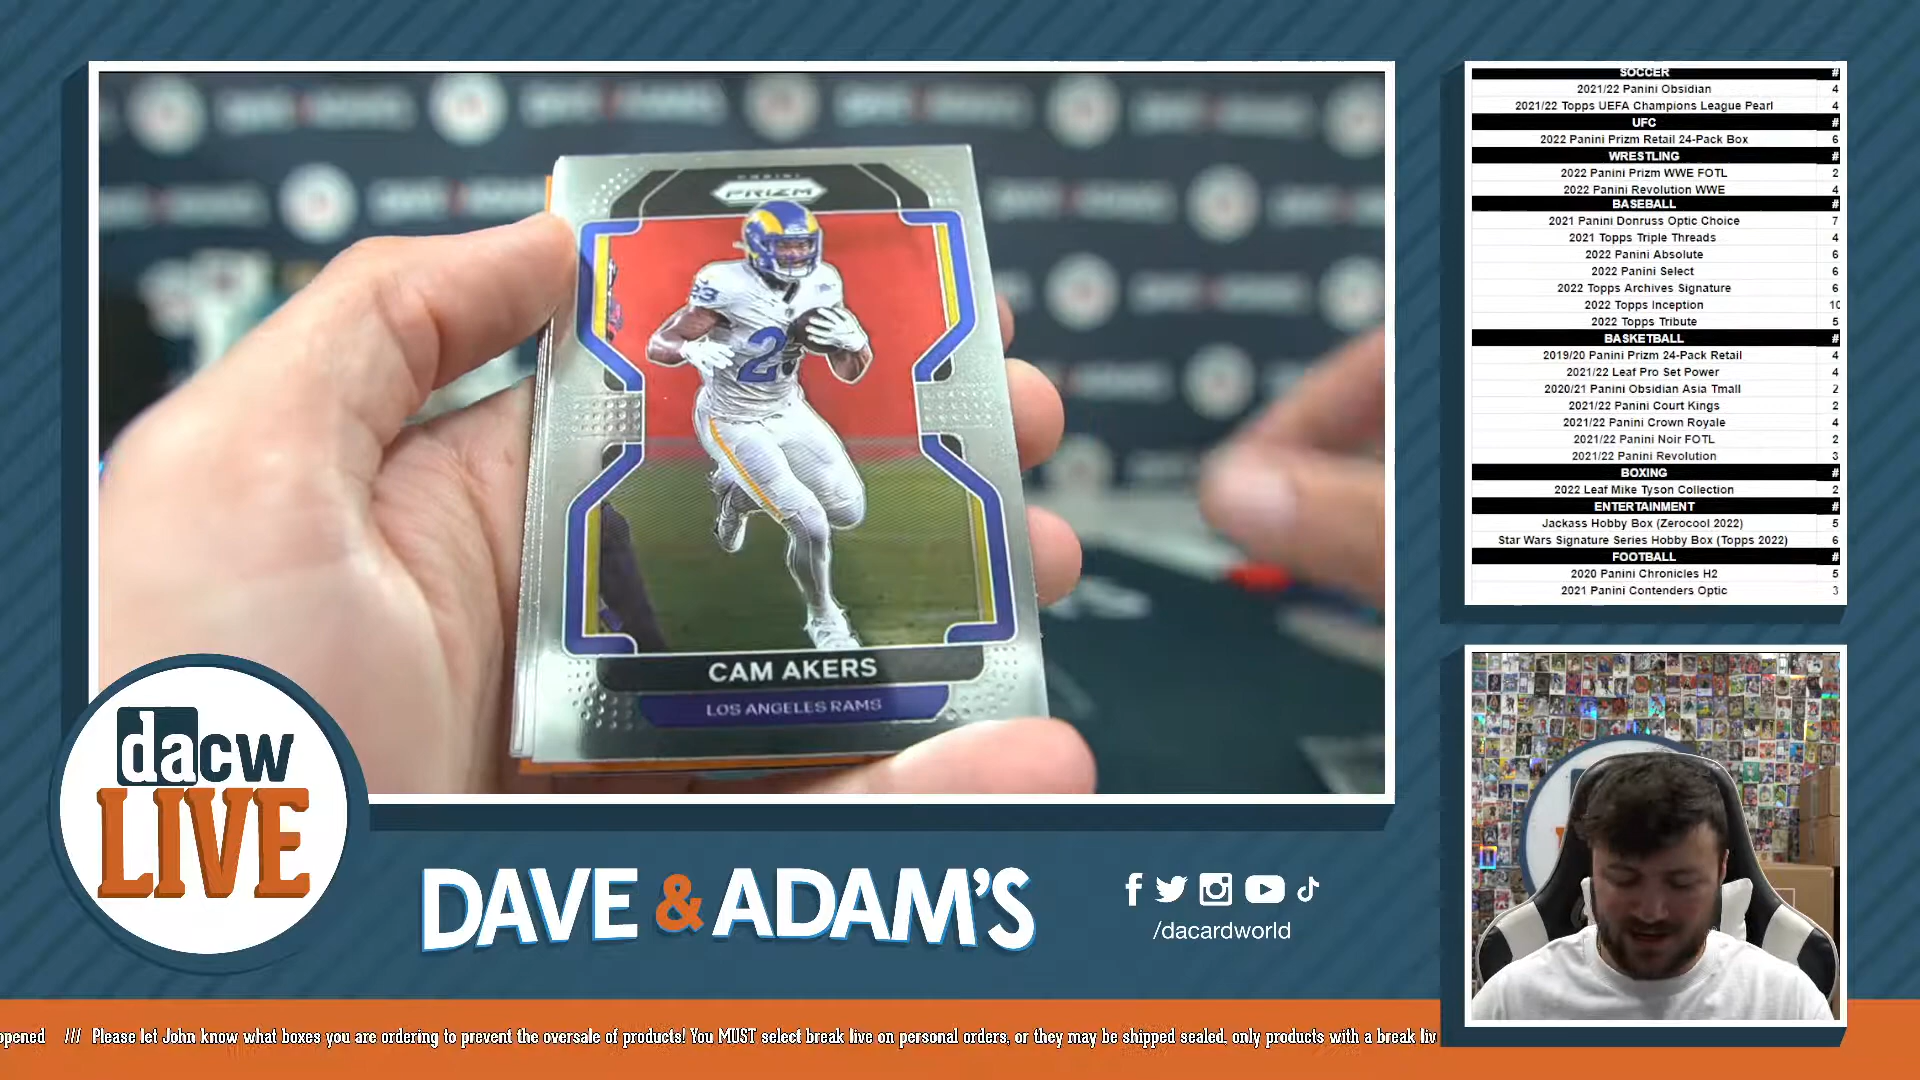 PANINI
PRIZM
23
CAM AKERS
LOS ANGELES RAMS
dacw
LIVE
DAVE & ADAM'S
/dacardworld
opened /// Please let John know what boxes you are ordering to prevent the oversale of products! You MUST select break live on personal orders, or they may be shipped sealed, only products with a break liv
SOCCER #
2021/22 Panini Obsidian 4
2021/22 Topps UEFA Champions League Pearl 4
UFC #
2022 Panini Prizm Retail 24-Pack Box 6
WRESTLING #
2022 Panini Prizm WWE FOTL 2
2022 Panini Revolution WWE 4
BASEBALL #
2021 Panini Donruss Optic Choice 7
2021 Topps Triple Threads 4
2022 Panini Absolute 6
2022 Panini Select 6
2022 Topps Archives Signature 6
2022 Topps Inception 10
2022 Topps Tribute 5
BASKETBALL #
2019/20 Panini Prizm 24-Pack Retail 4
2021/22 Leaf Pro Set Power 4
2020/21 Panini Obsidian Asia Tmall 2
2021/22 Panini Court Kings 2
2021/22 Panini Crown Royale 4
2021/22 Panini Noir FOTL 2
2021/22 Panini Revolution 3
BOXING #
2022 Leaf Mike Tyson Collection 2
ENTERTAINMENT #
Jackass Hobby Box (Zerocool 2022) 5
Star Wars Signature Series Hobby Box (Topps 2022) 6
FOOTBALL #
2020 Panini Chronicles H2 5
2021 Panini Contenders Optic 3